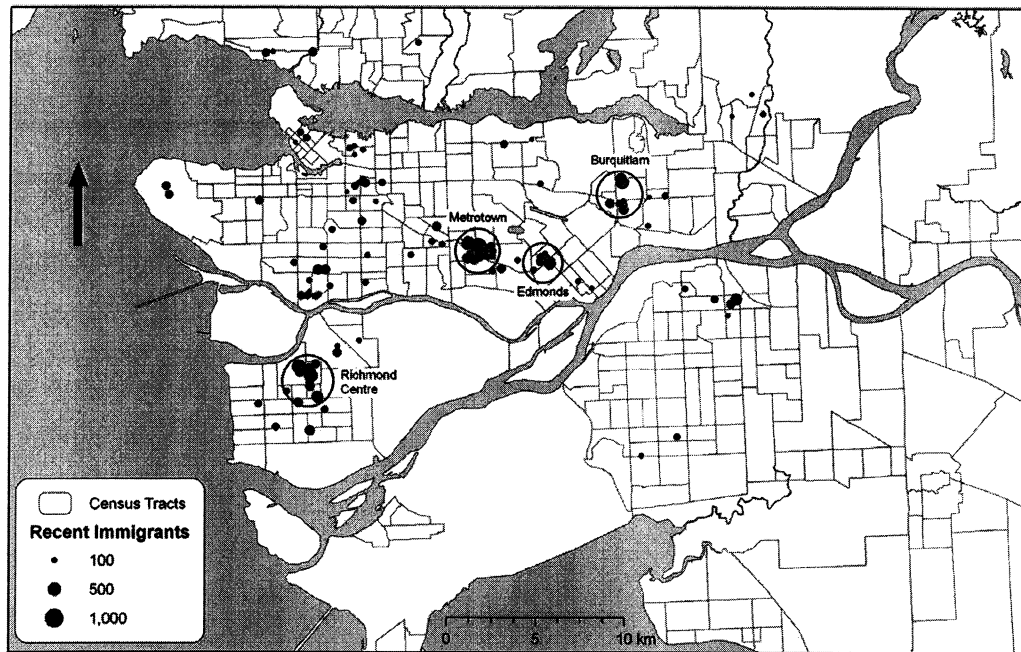 Burquitlam
Metrotown
Edmonds
Richmond
Centre
Census Tracts
Recent Immigrants
100
500
1,000
0 5 10 km